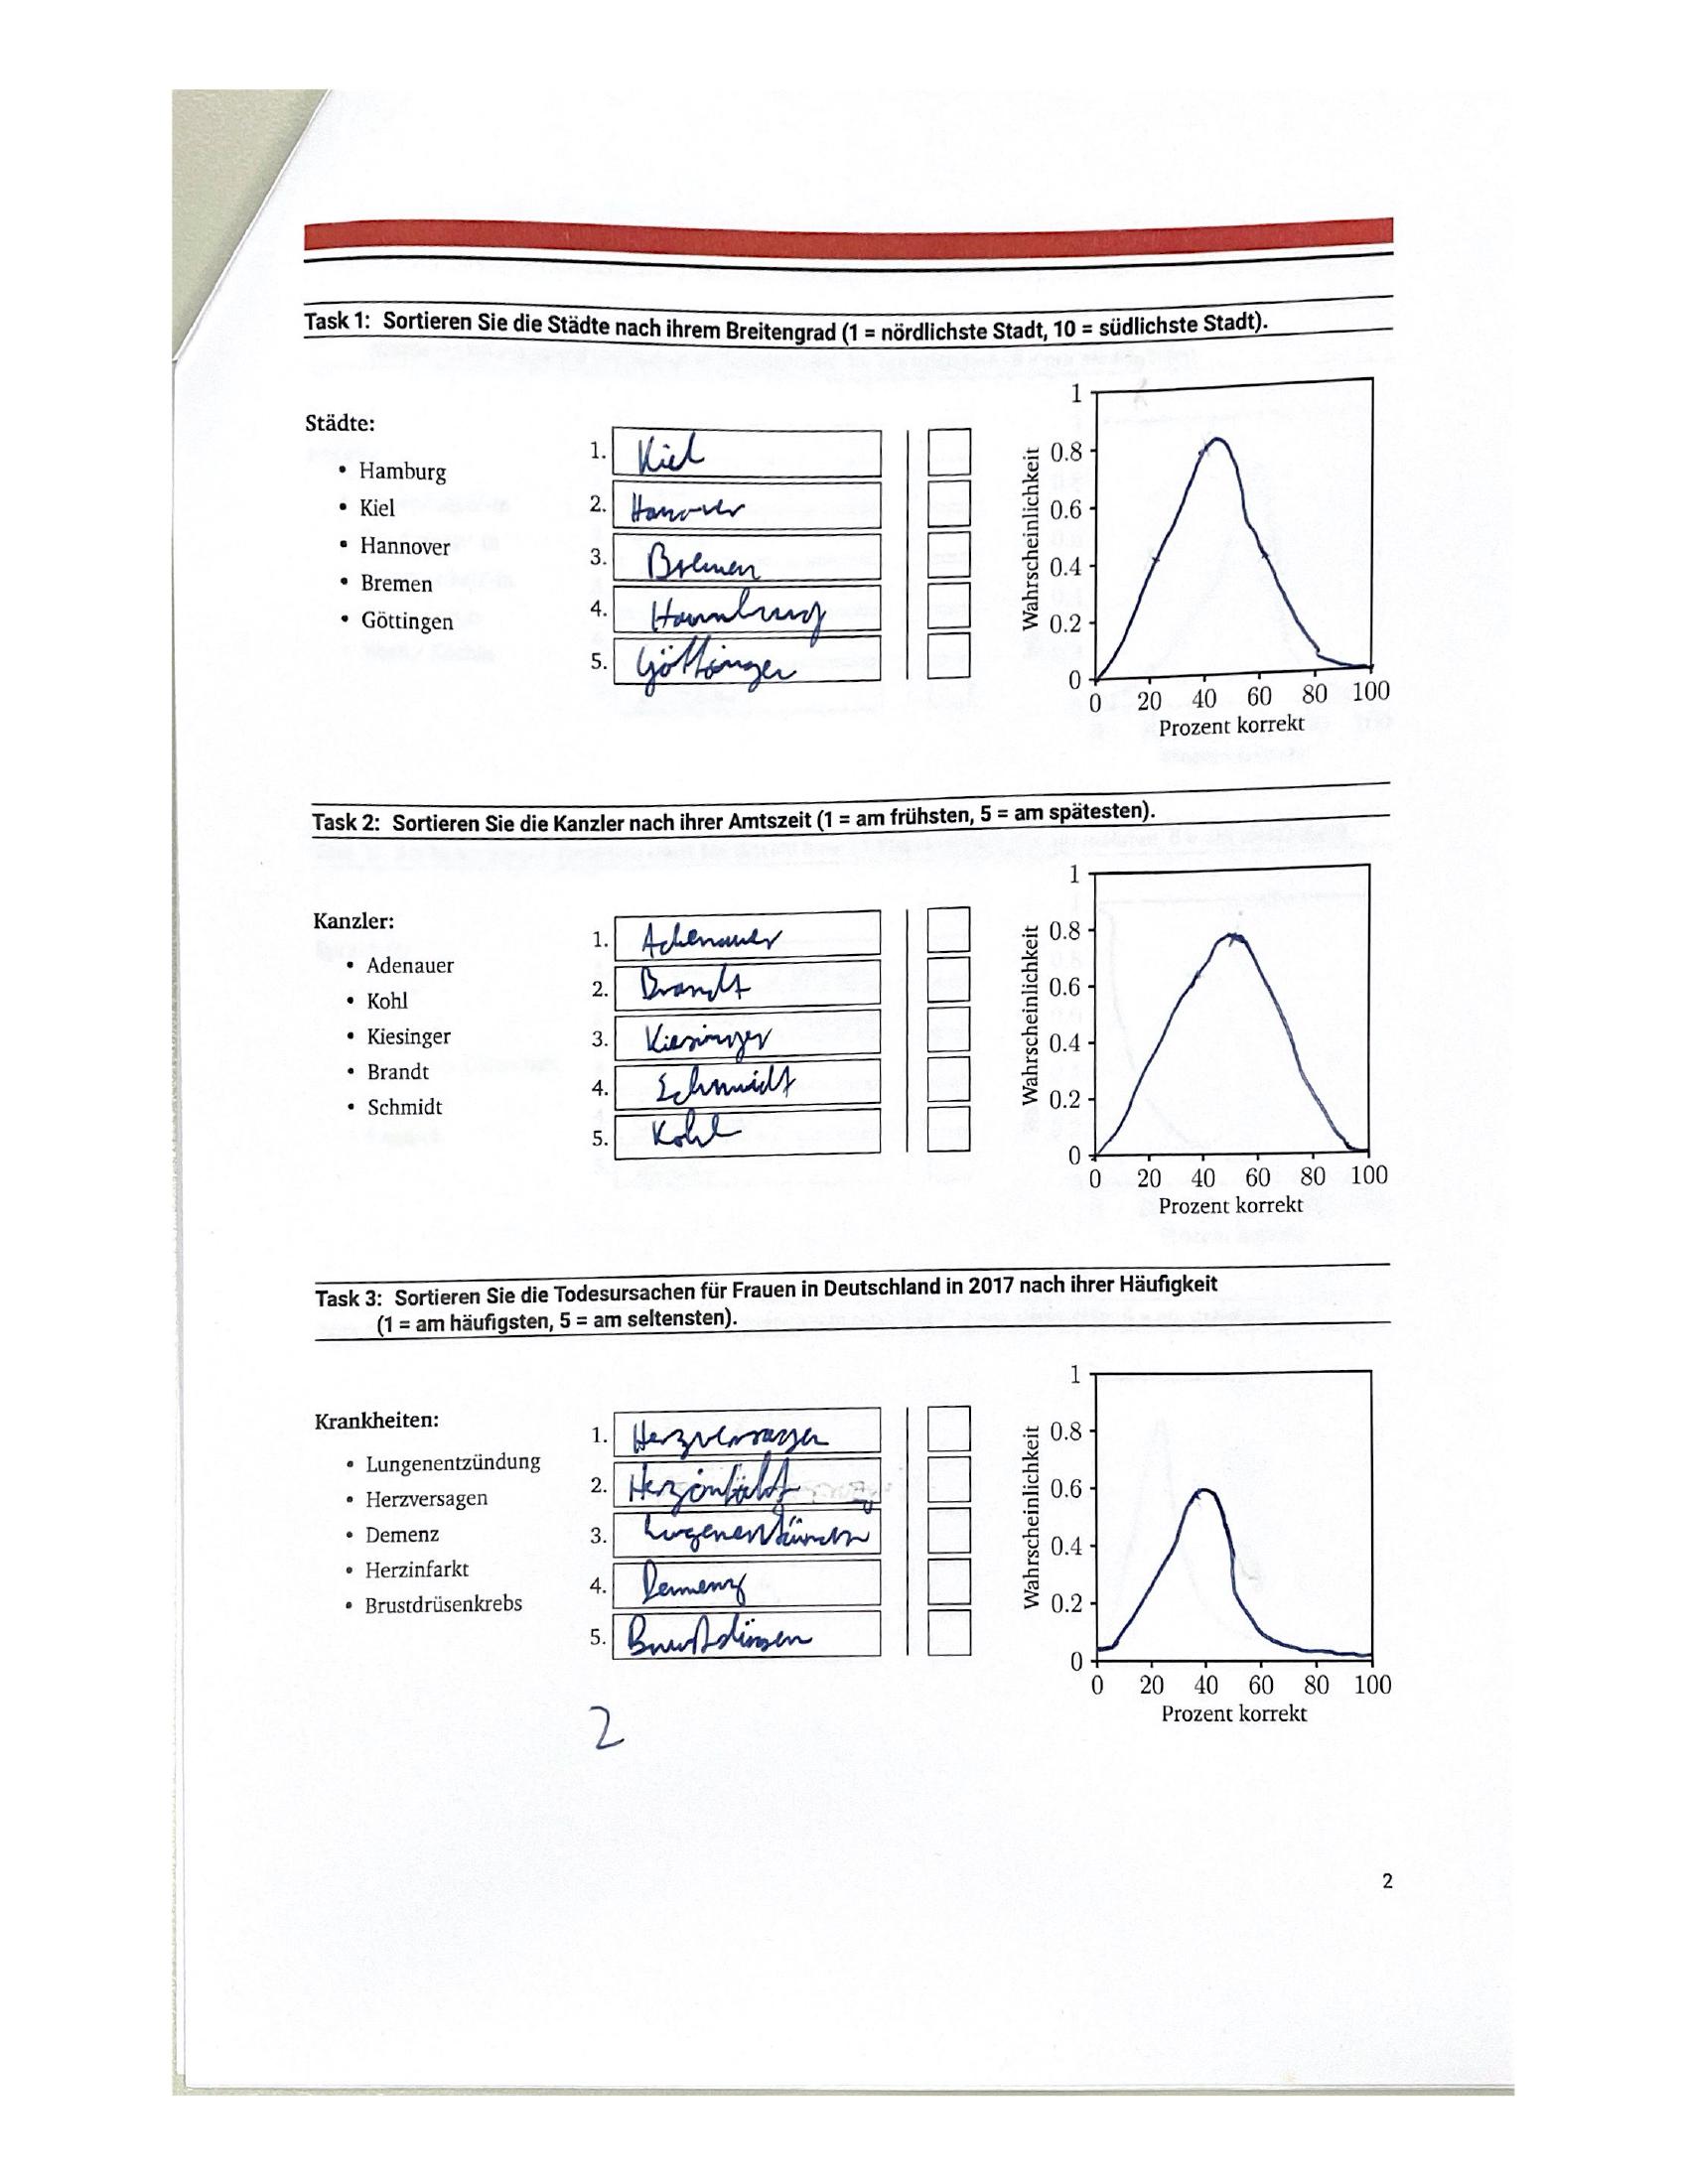 Task 1: Sortieren Sie die Städte nach ihrem Breitengrad (1 = nördlichste Stadt, 10 = südlichste Stadt).
Städte:
• Hamburg
• Kiel
• Hannover
• Bremen
• Göttingen
1. Kiel
2. Hannover
3. Bremen
4. Hamburg
5. Göttingen
Wahrscheinlichkeit
1
0.8
0.6
0.4
0.2
0
0 20 40 60 80 100
Prozent korrekt
Task 2: Sortieren Sie die Kanzler nach ihrer Amtszeit (1 = am frühsten, 5 = am spätesten).
Kanzler:
• Adenauer
• Kohl
• Kiesinger
• Brandt
• Schmidt
1. Adenauer
2. Brandt
3. Kiesinger
4. Schmidt
5. Kohl
Wahrscheinlichkeit
1
0.8
0.6
0.4
0.2
0
0 20 40 60 80 100
Prozent korrekt
Task 3: Sortieren Sie die Todesursachen für Frauen in Deutschland in 2017 nach ihrer Häufigkeit
(1 = am häufigsten, 5 = am seltensten).
Krankheiten:
• Lungenentzündung
• Herzversagen
• Demenz
• Herzinfarkt
• Brustdrüsenkrebs
1. Herzversagen
2. Herzinfakt
3.
4. Demenz
5. Brustdrüsen
Wahrscheinlichkeit
1
0.8
0.6
0.4
0.2
0
0 20 40 60 80 100
Prozent korrekt
2
2